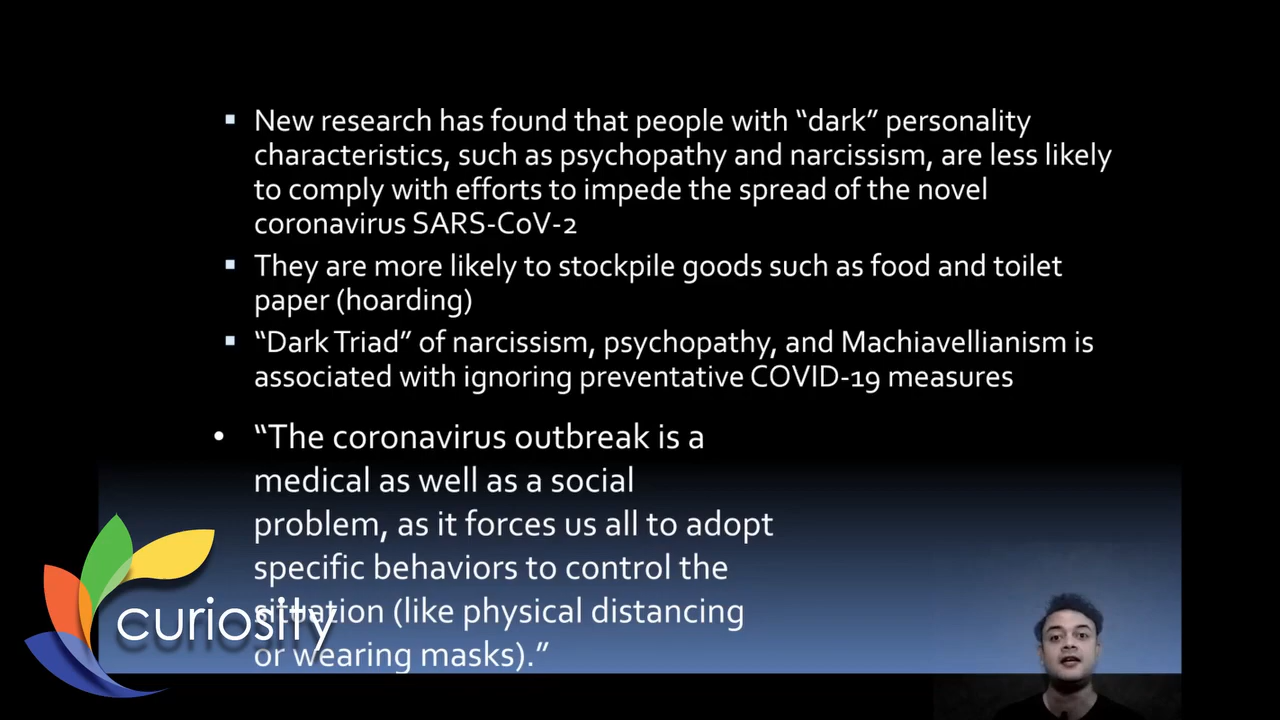 ▪ New research has found that people with “dark” personality
characteristics, such as psychopathy and narcissism, are less likely
to comply with efforts to impede the spread of the novel
coronavirus SARS-CoV-2
▪ They are more likely to stockpile goods such as food and toilet
paper (hoarding)
▪ “Dark Triad” of narcissism, psychopathy, and Machiavellianism is
associated with ignoring preventative COVID-19 measures
• “The coronavirus outbreak is a
medical as well as a social
problem, as it forces us all to adopt
specific behaviors to control the
situation (like physical distancing
or wearing masks).”
curiosity